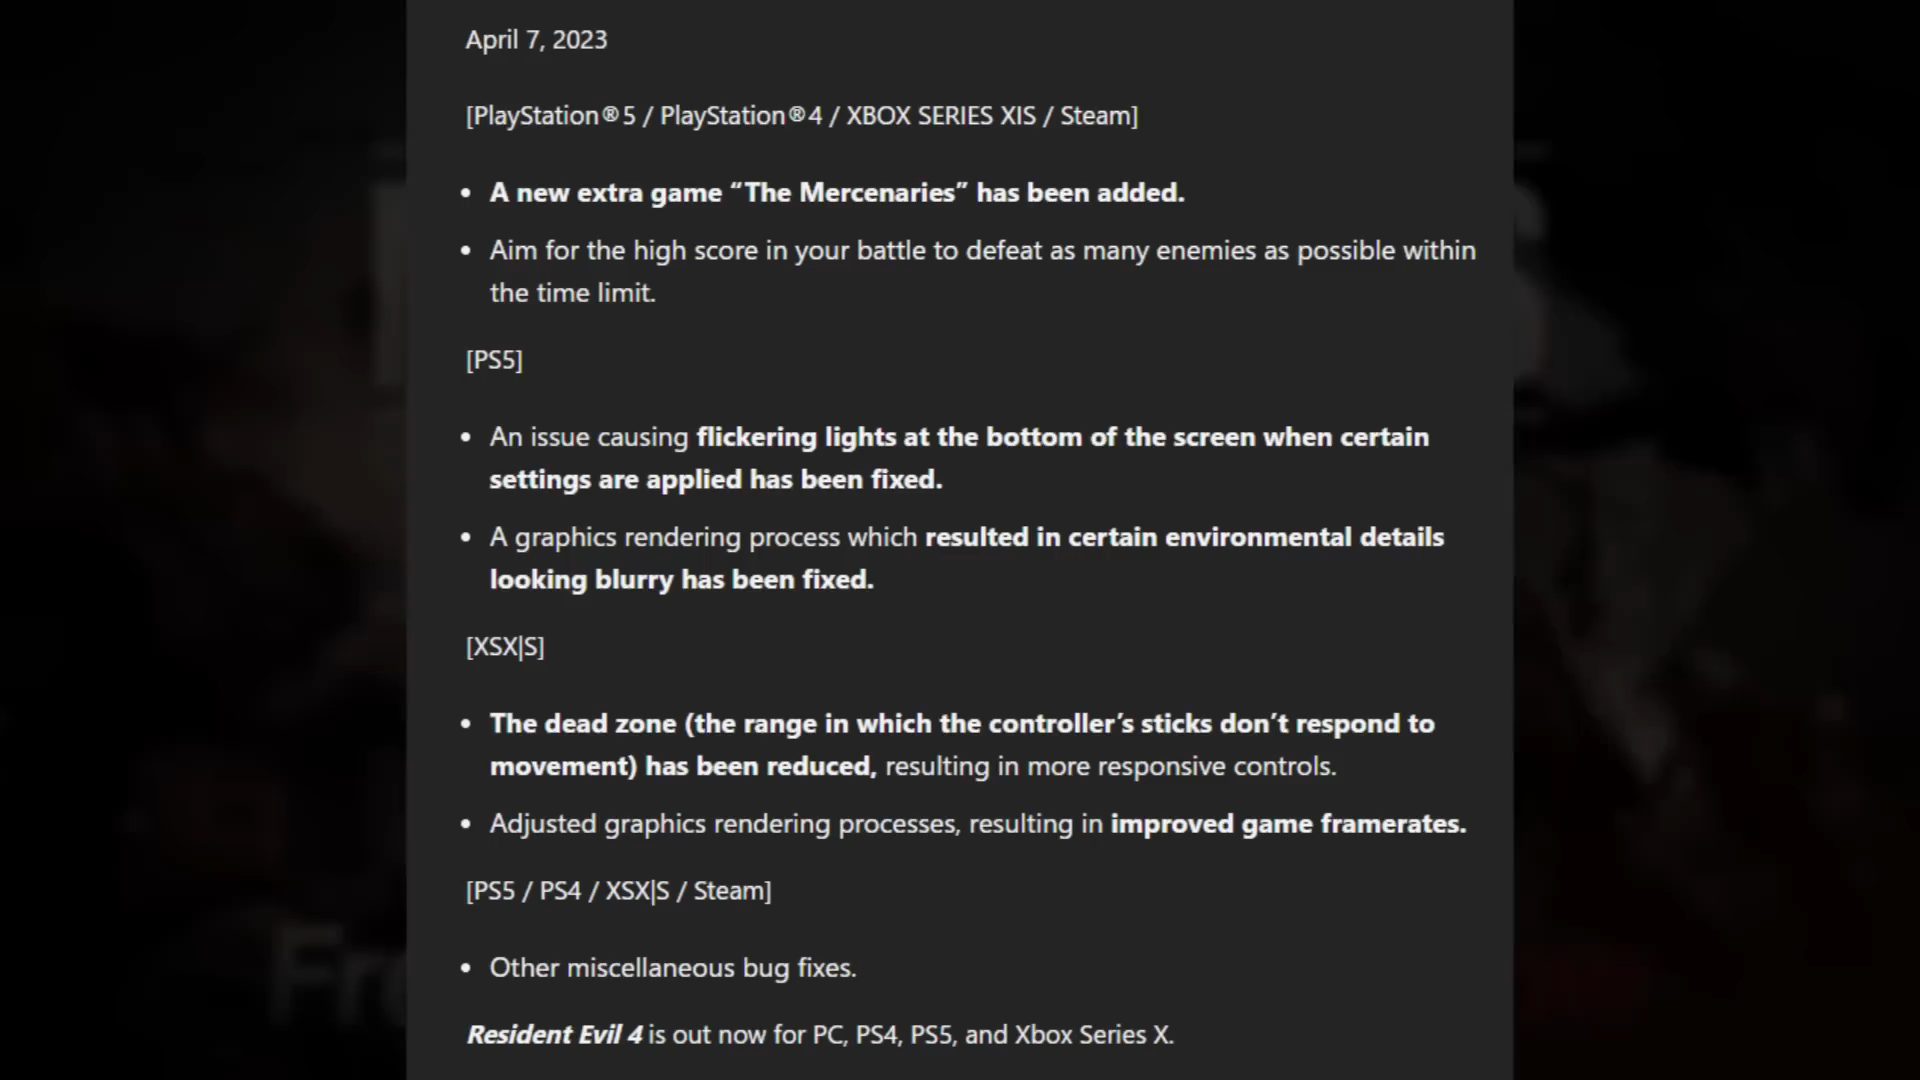 April 7, 2023
[PlayStation®5 / PlayStation®4 / XBOX SERIES XIS / Steam]
• A new extra game “The Mercenaries” has been added.
• Aim for the high score in your battle to defeat as many enemies as possible within
the time limit.
[PS5]
• An issue causing flickering lights at the bottom of the screen when certain
settings are applied has been fixed.
• A graphics rendering process which resulted in certain environmental details
looking blurry has been fixed.
[XSX|S]
• The dead zone (the range in which the controller’s sticks don’t respond to
movement) has been reduced, resulting in more responsive controls.
• Adjusted graphics rendering processes, resulting in improved game framerates.
[PS5 / PS4 / XSX|S / Steam]
• Other miscellaneous bug fixes.
Resident Evil 4 is out now for PC, PS4, PS5, and Xbox Series X.